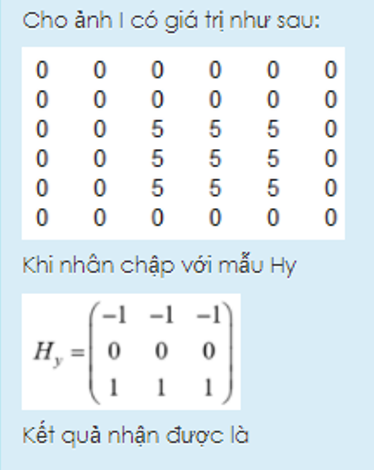 Cho ảnh I có giá trị như sau:
0 0 0 0 0 0
0 0 0 0 0 0
0 0 5 5 5 0
0 0 5 5 5 0
0 0 5 5 5 0
0 0 0 0 0 0
Khi nhân chập với mẫu Hy
-1 -1 -1
H_y = 0 0 0
1 1 1
Kết quả nhận được là